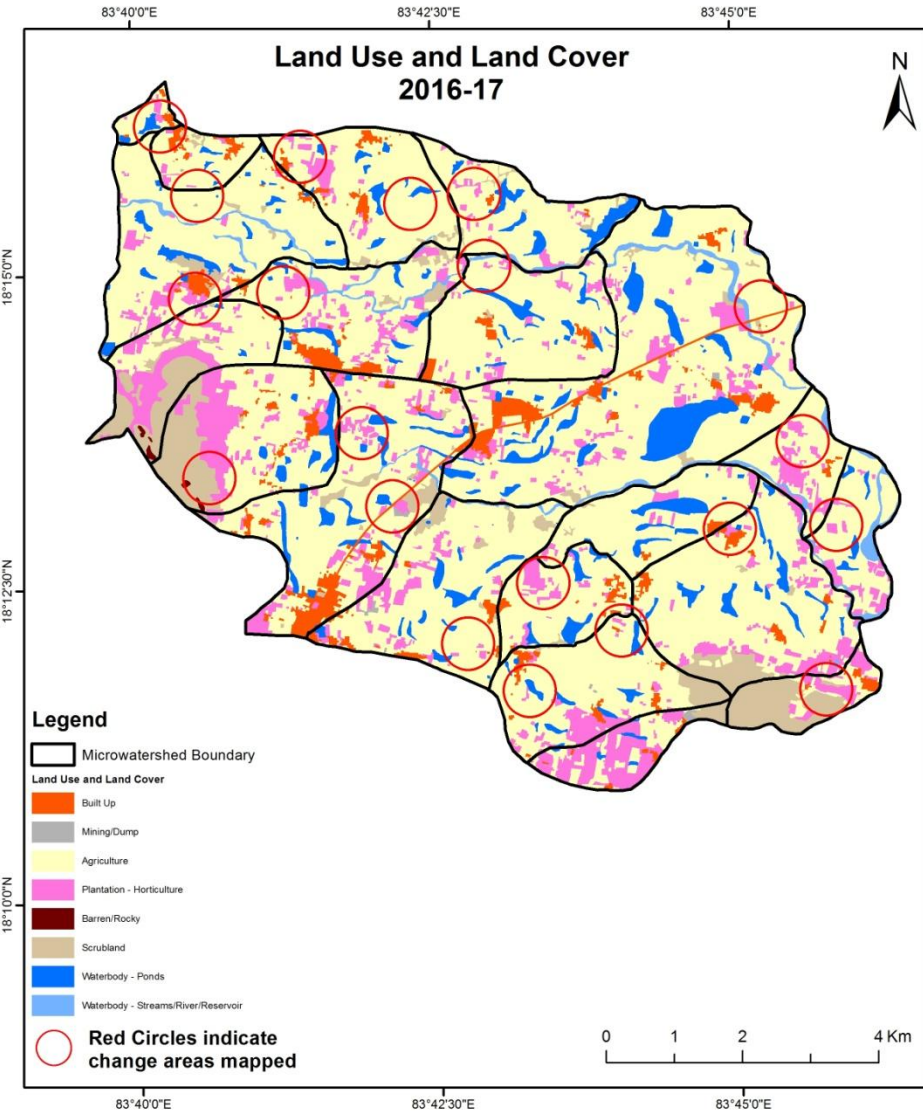 83°40'0"E 83°42'30"E 83°45'0"E
Land Use and Land Cover
2016-17
N
18°15'0"N
18°12'30"N
18°10'0"N
Legend
Microwatershed Boundary
Land Use and Land Cover
Built Up
Mining/Dump
Agriculture
Plantation - Horticulture
Barren/Rocky
Scrubland
Waterbody - Ponds
Waterbody - Streams/River/Reservoir
Red Circles indicate
change areas mapped
0 1 2 4 Km
83°40'0"E 83°42'30"E 83°45'0"E